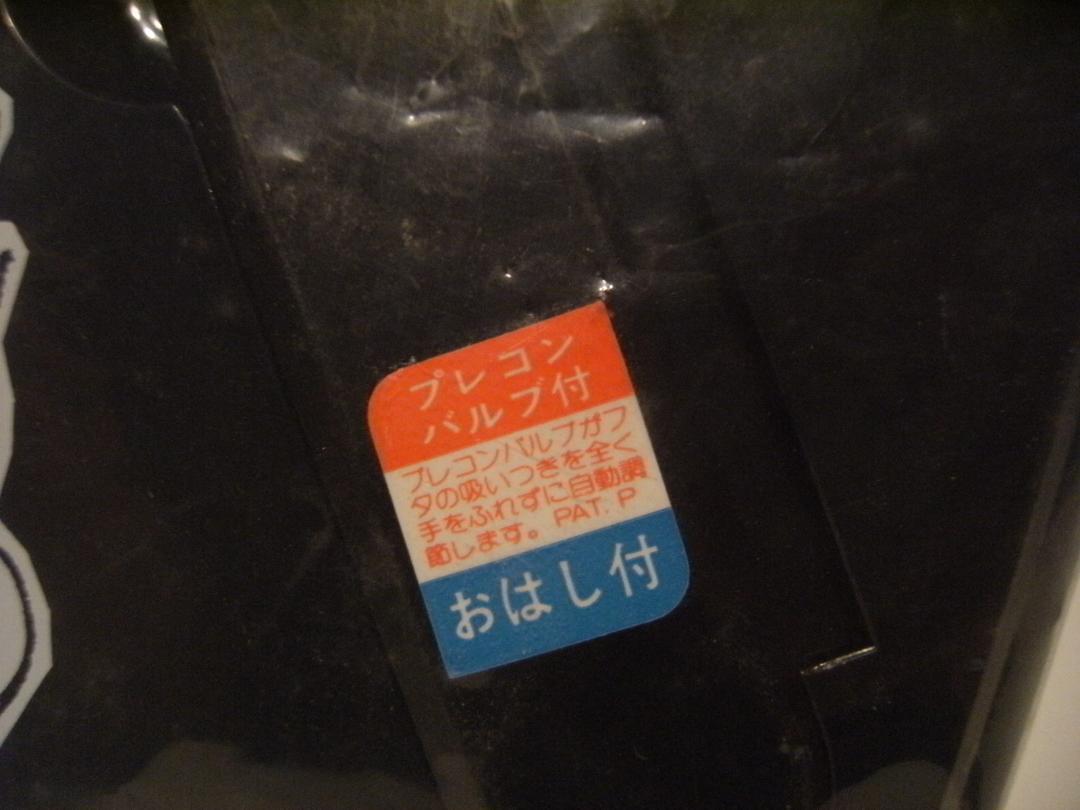 プレコン
バルブ付
プレコンバルブがフ
タの吸いつきを全く
手をふれずに自動調
節します。 PAT. P
おはし付